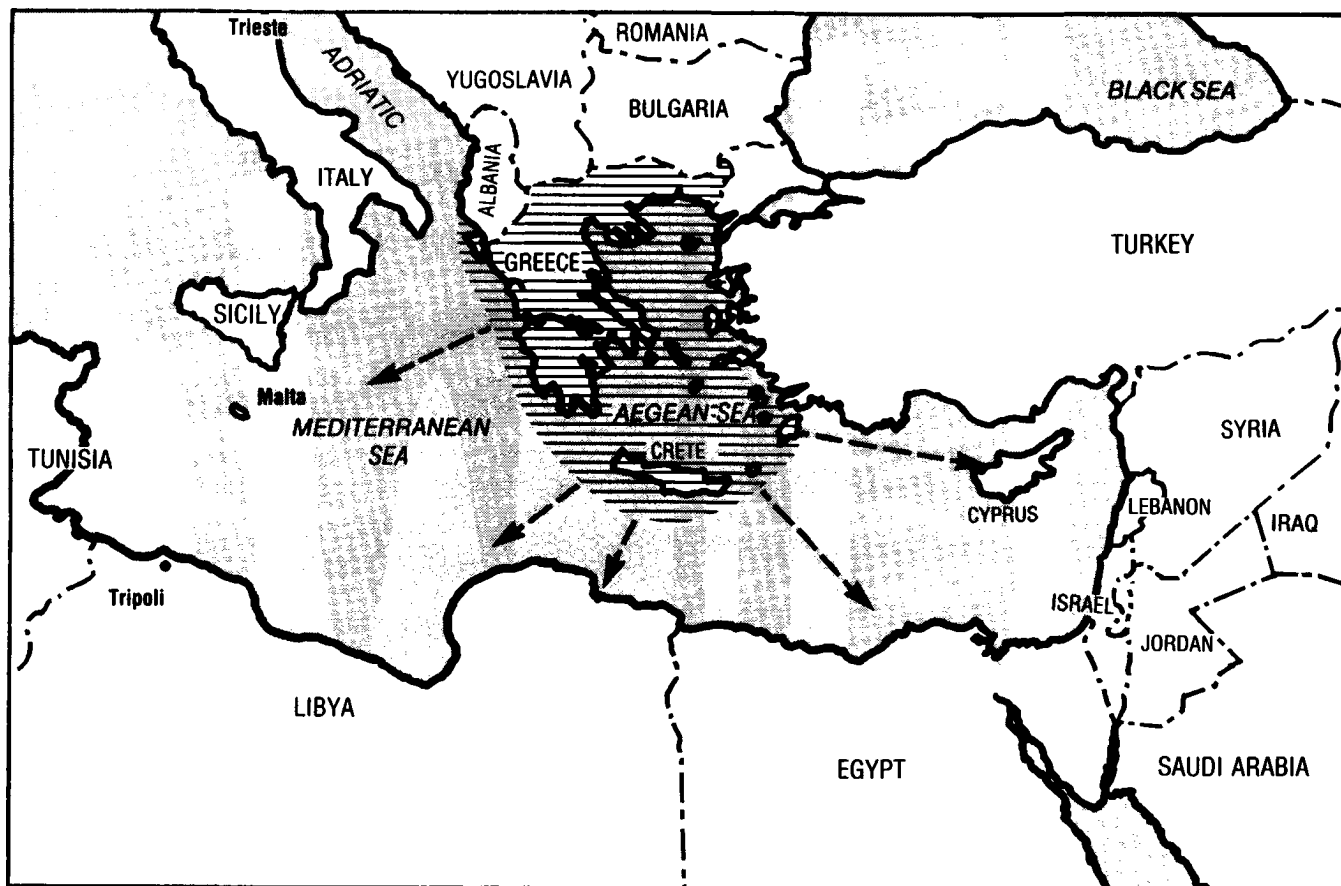 ROMANIA
Trieste
ADRIATIC
YUGOSLAVIA
BLACK SEA
BULGARIA
ITALY
ALBANIA
TURKEY
GREECE
SICILY
Malta
AEGEAN SEA
MEDITERRANEAN
SEA
SYRIA
CRETE
TUNISIA
CYPRUS
LEBANON
IRAQ
Tripoli
ISRAEL
JORDAN
LIBYA
EGYPT
SAUDI ARABIA